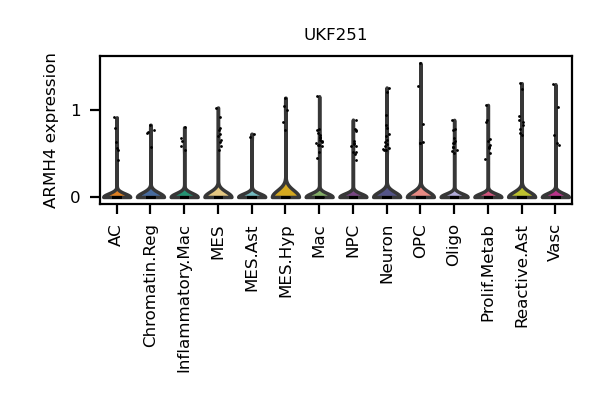 UKF251
ARMH4 expression
1
0
AC
Chromatin.Reg
Inflammatory.Mac
MES
MES.Ast
MES.Hyp
Mac
NPC
Neuron
OPC
Oligo
Prolif.Metab
Reactive.Ast
Vasc